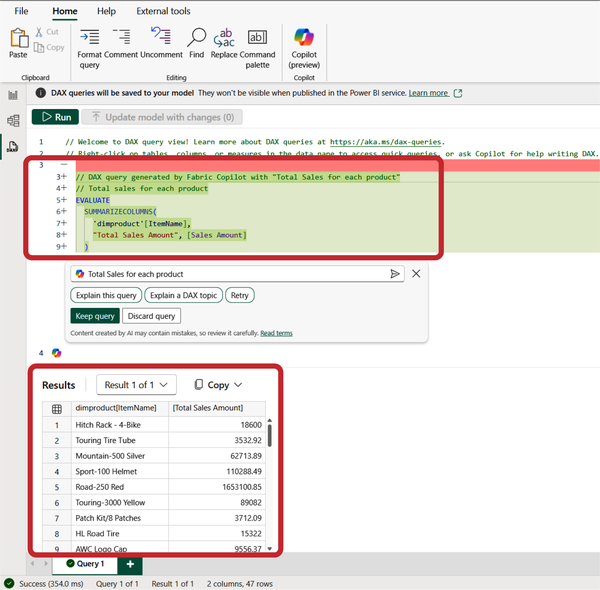 File Home Help External tools
Paste
Cut
Copy
Format query
Comment
Uncomment
Find
Replace
Command palette
Copilot (preview)
Clipboard Editing Copilot
DAX queries will be saved to your model They won't be visible when published in the Power BI service. Learn more
Run Update model with changes (0)
1 // Welcome to DAX query view! Learn more about DAX queries at https://aka.ms/dax-queries.
2 // Right-click on tables, columns, or measures in the data pane to access quick queries, or ask Copilot for help writing DAX.
3 —
3+ // DAX query generated by Fabric Copilot with "Total Sales for each product"
4+ // Total sales for each product
5+ EVALUATE
6+ SUMMARIZECOLUMNS(
7+ 'dimproduct'[ItemName],
8+ "Total Sales Amount", [Sales Amount]
9+ )
Total Sales for each product
Explain this query Explain a DAX topic Retry
Keep query Discard query
Content created by AI may contain mistakes, so review it carefully. Read terms
4
Results Result 1 of 1 Copy
dimproduct[ItemName] [Total Sales Amount]
1 Hitch Rack - 4-Bike 18600
2 Touring Tire Tube 3532.92
3 Mountain-500 Silver 62713.89
4 Sport-100 Helmet 110288.49
5 Road-250 Red 1653100.85
6 Touring-3000 Yellow 89082
7 Patch Kit/8 Patches 3712.09
8 HL Road Tire 15322
9 AWC Logo Cap 9556.37
Query 1 +
Success (354.0 ms) Query 1 of 1 Result 1 of 1 2 columns, 47 rows